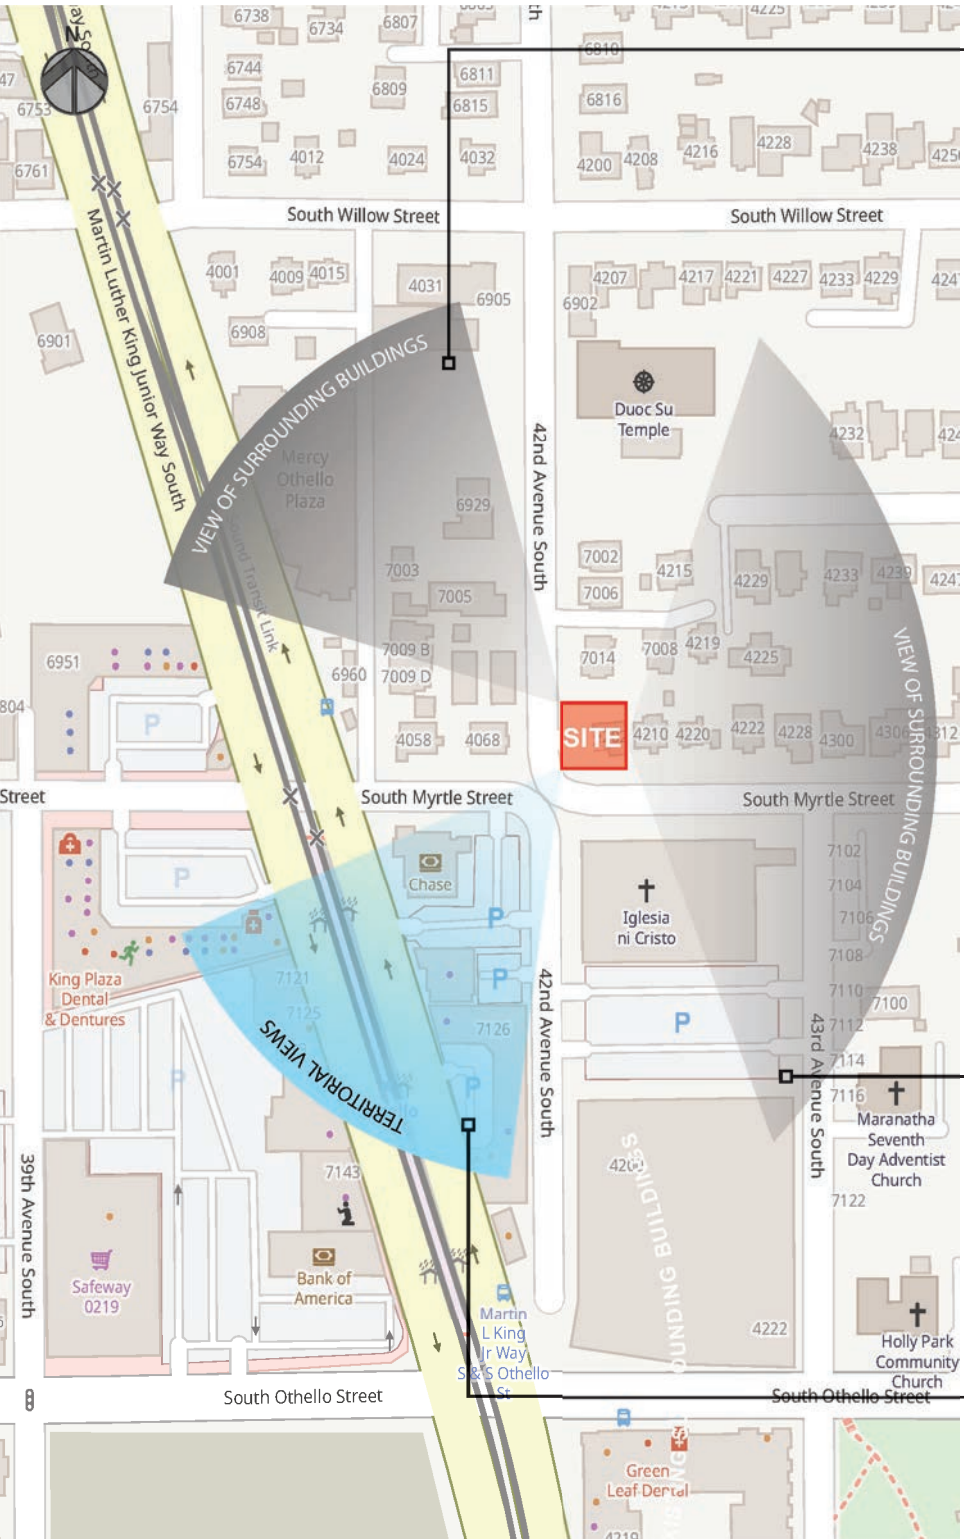 6738
6734
6807
4225
6810
6744
6811
6809
6748
6815
6816
6753
6754
6761
6754
4012
4024
4032
4200
4208
4216
4228
4238
N
South Willow Street
South Willow Street
Martin Luther King Junior Way South
4001
4009
4015
4031
6905
4207
4217
4221
4227
4233
4229
6902
6901
6908
VIEW OF SURROUNDING BUILDINGS
Duoc Su
Temple
4232
Mercy
Othello
Plaza
42nd Avenue South
6929
7003
7005
7002
7006
4215
4229
4233
4239
Sound Transit Link
7009 B
7009 D
6951
6960
7014
7008
4219
4225
VIEW OF SURROUNDING BUILDINGS
P
4058
4068
SITE
4210
4220
4222
4228
4300
4306
4312
Street
South Myrtle Street
South Myrtle Street
P
Chase
P
7102
7104
7106
7108
7110
7112
7114
7116
Iglesia
ni Cristo
King Plaza
Dental
& Dentures
7121
7125
P
7126
42nd Avenue South
P
7100
P
P
TERRITORIAL VIEWS
43rd Avenue South
Maranatha
Seventh
Day Adventist
Church
7122
7143
39th Avenue South
Safeway
0219
Bank of
America
Martin
L King
Jr Way
S & S Othello
St
4222
Holly Park
Community
Church
South Othello Street
South Othello Street
Green
Leaf Dental
4219